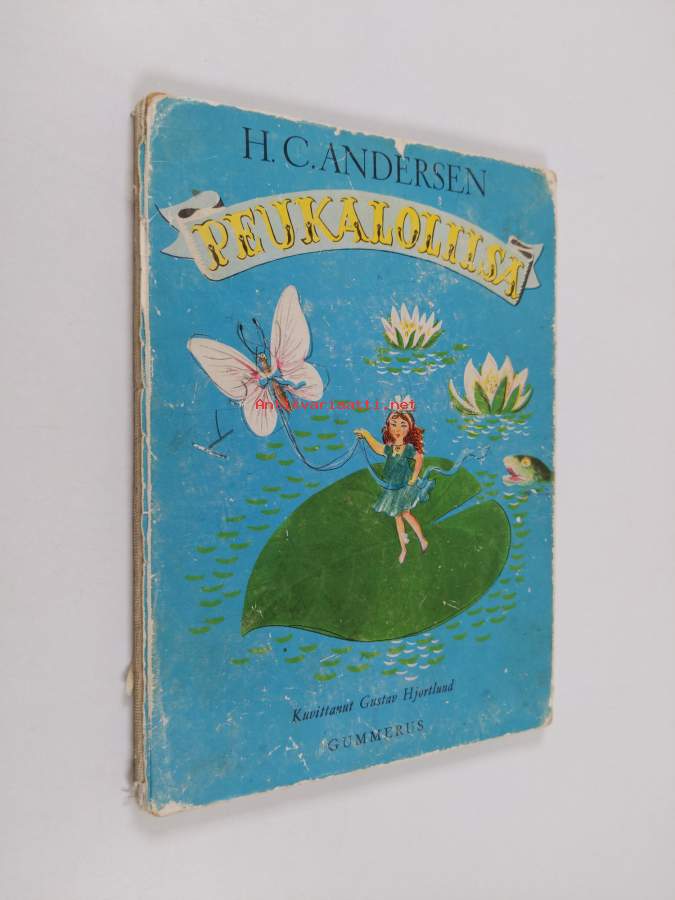 H. C. ANDERSEN
PEUKALOLIISA
Antikvariaatti.net
Kuvittanut Gustav Hjortlund
GUMMERUS